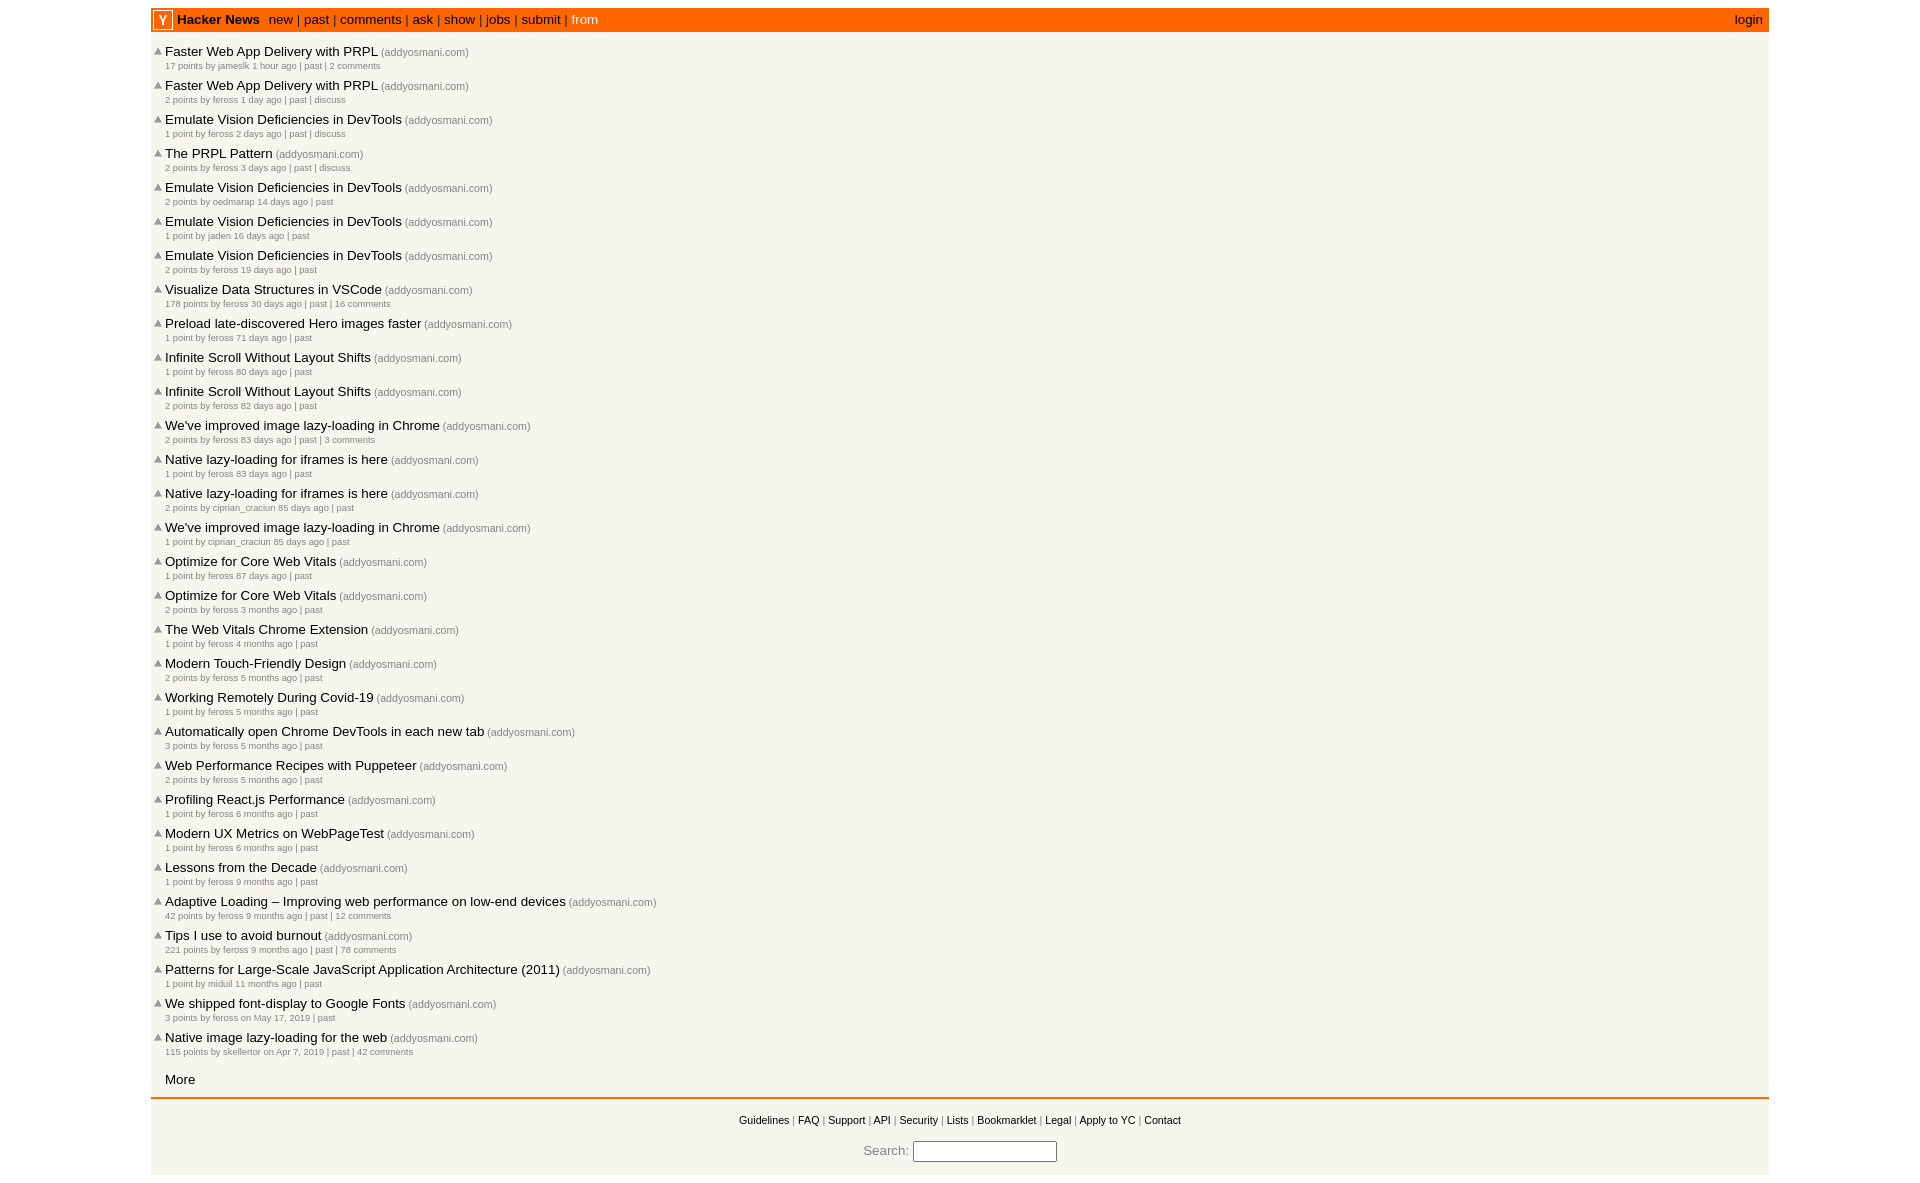 Y Hacker News new | past | comments | ask | show | jobs | submit | from login
Faster Web App Delivery with PRPL (addyosmani.com)
17 points by jameslk 1 hour ago | past | 2 comments
Faster Web App Delivery with PRPL (addyosmani.com)
2 points by feross 1 day ago | past | discuss
Emulate Vision Deficiencies in DevTools (addyosmani.com)
1 point by feross 2 days ago | past | discuss
The PRPL Pattern (addyosmani.com)
2 points by feross 3 days ago | past | discuss
Emulate Vision Deficiencies in DevTools (addyosmani.com)
2 points by oedmarap 14 days ago | past
Emulate Vision Deficiencies in DevTools (addyosmani.com)
1 point by jaden 16 days ago | past
Emulate Vision Deficiencies in DevTools (addyosmani.com)
2 points by feross 19 days ago | past
Visualize Data Structures in VSCode (addyosmani.com)
178 points by feross 30 days ago | past | 16 comments
Preload late-discovered Hero images faster (addyosmani.com)
1 point by feross 71 days ago | past
Infinite Scroll Without Layout Shifts (addyosmani.com)
1 point by feross 80 days ago | past
Infinite Scroll Without Layout Shifts (addyosmani.com)
2 points by feross 82 days ago | past
We've improved image lazy-loading in Chrome (addyosmani.com)
2 points by feross 83 days ago | past | 3 comments
Native lazy-loading for iframes is here (addyosmani.com)
1 point by feross 83 days ago | past
Native lazy-loading for iframes is here (addyosmani.com)
2 points by ciprian_craciun 85 days ago | past
We've improved image lazy-loading in Chrome (addyosmani.com)
1 point by ciprian_craciun 85 days ago | past
Optimize for Core Web Vitals (addyosmani.com)
1 point by feross 87 days ago | past
Optimize for Core Web Vitals (addyosmani.com)
2 points by feross 3 months ago | past
The Web Vitals Chrome Extension (addyosmani.com)
1 point by feross 4 months ago | past
Modern Touch-Friendly Design (addyosmani.com)
2 points by feross 5 months ago | past
Working Remotely During Covid-19 (addyosmani.com)
1 point by feross 5 months ago | past
Automatically open Chrome DevTools in each new tab (addyosmani.com)
3 points by feross 5 months ago | past
Web Performance Recipes with Puppeteer (addyosmani.com)
2 points by feross 5 months ago | past
Profiling React.js Performance (addyosmani.com)
1 point by feross 6 months ago | past
Modern UX Metrics on WebPageTest (addyosmani.com)
1 point by feross 6 months ago | past
Lessons from the Decade (addyosmani.com)
1 point by feross 9 months ago | past
Adaptive Loading – Improving web performance on low-end devices (addyosmani.com)
42 points by feross 9 months ago | past | 12 comments
Tips I use to avoid burnout (addyosmani.com)
221 points by feross 9 months ago | past | 78 comments
Patterns for Large-Scale JavaScript Application Architecture (2011) (addyosmani.com)
1 point by miduil 11 months ago | past
We shipped font-display to Google Fonts (addyosmani.com)
3 points by feross on May 17, 2019 | past
Native image lazy-loading for the web (addyosmani.com)
115 points by skellertor on Apr 7, 2019 | past | 42 comments
More
Guidelines | FAQ | Support | API | Security | Lists | Bookmarklet | Legal | Apply to YC | Contact
Search: